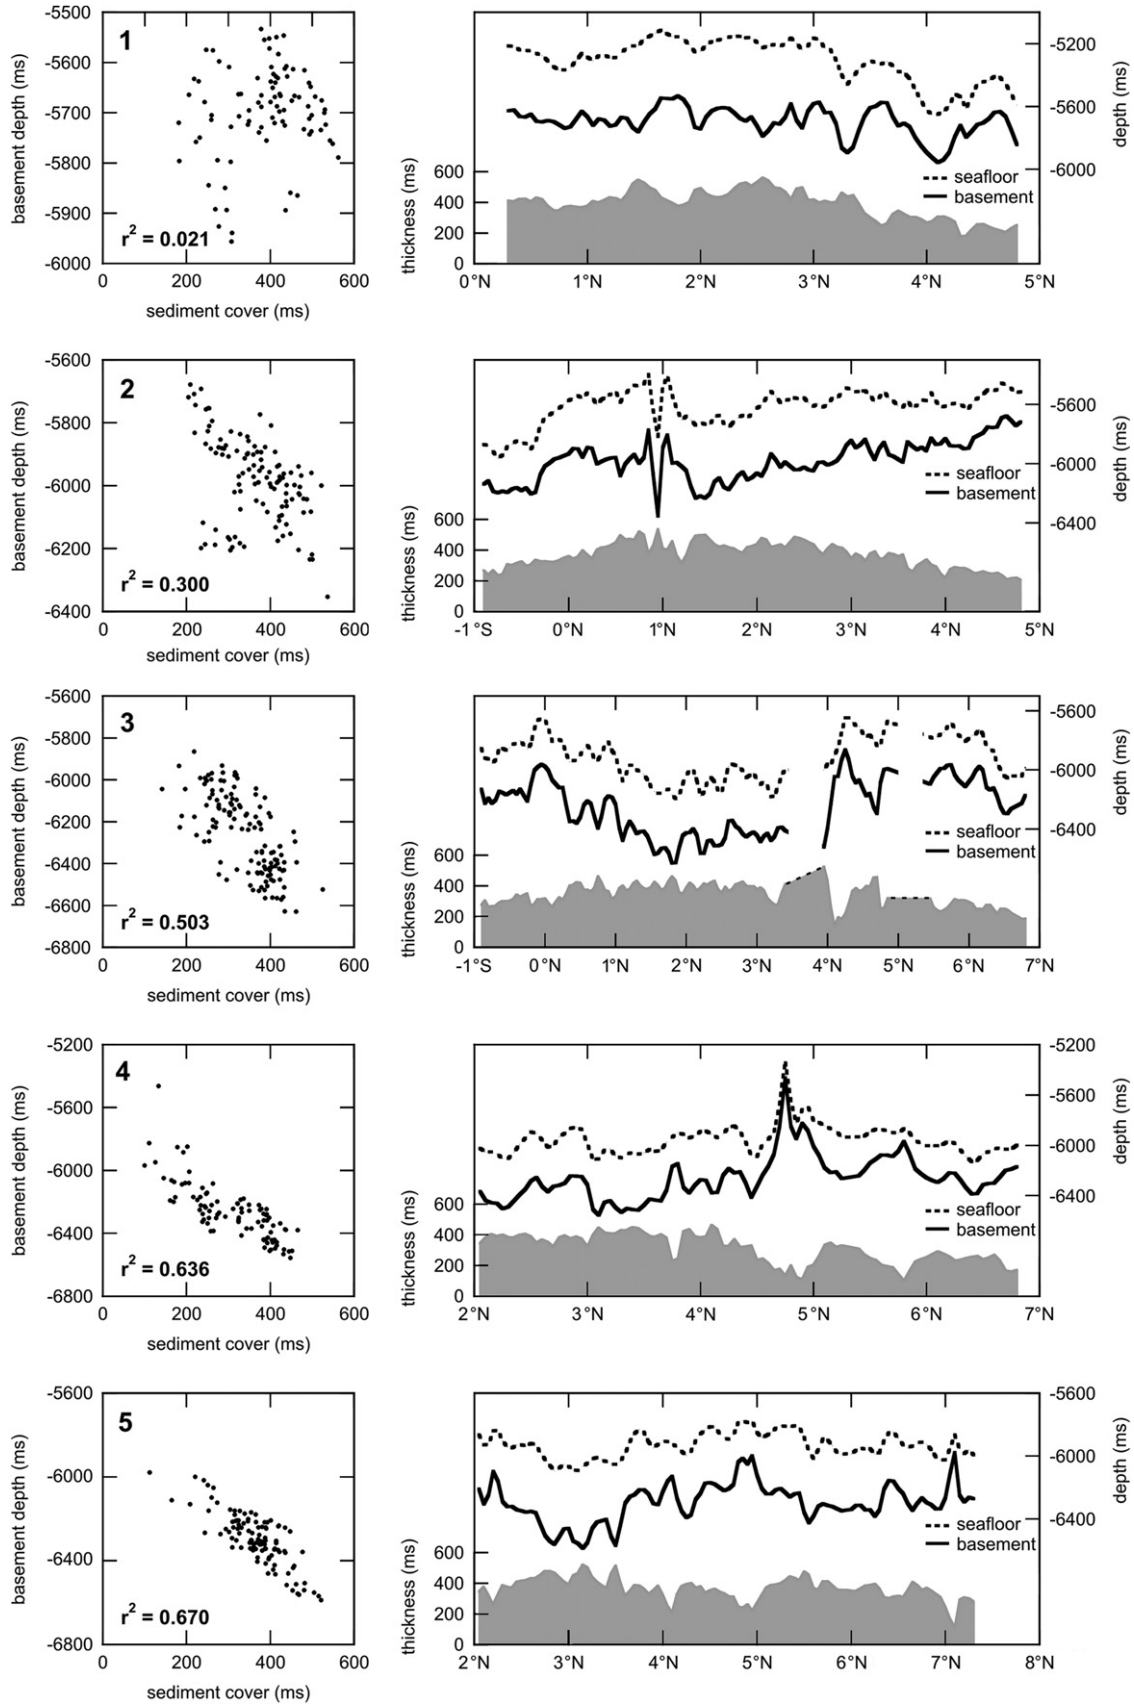 1
-5500
-5600
-5700
-5800
-5900
-6000
basement depth (ms)
r² = 0.021
0
200
400
600
sediment cover (ms)
-5200
-5600
-6000
depth (ms)
seafloor
basement
600
400
200
0
thickness (ms)
0°N
1°N
2°N
3°N
4°N
5°N
2
-5600
-5800
-6000
-6200
-6400
basement depth (ms)
r² = 0.300
0
200
400
600
sediment cover (ms)
-5600
-6000
-6400
depth (ms)
seafloor
basement
600
400
200
0
thickness (ms)
-1°S
0°N
1°N
2°N
3°N
4°N
5°N
3
-5600
-5800
-6000
-6200
-6400
-6600
-6800
basement depth (ms)
r² = 0.503
0
200
400
600
sediment cover (ms)
-5600
-6000
-6400
depth (ms)
seafloor
basement
600
400
200
0
thickness (ms)
-1°S
0°N
1°N
2°N
3°N
4°N
5°N
6°N
7°N
4
-5200
-5600
-6000
-6400
-6800
basement depth (ms)
r² = 0.636
0
200
400
600
sediment cover (ms)
-5200
-5600
-6000
-6400
depth (ms)
seafloor
basement
600
400
200
0
thickness (ms)
2°N
3°N
4°N
5°N
6°N
7°N
5
-5600
-6000
-6400
-6800
basement depth (ms)
r² = 0.670
0
200
400
600
sediment cover (ms)
-5600
-6000
-6400
depth (ms)
seafloor
basement
600
400
200
0
thickness (ms)
2°N
3°N
4°N
5°N
6°N
7°N
8°N